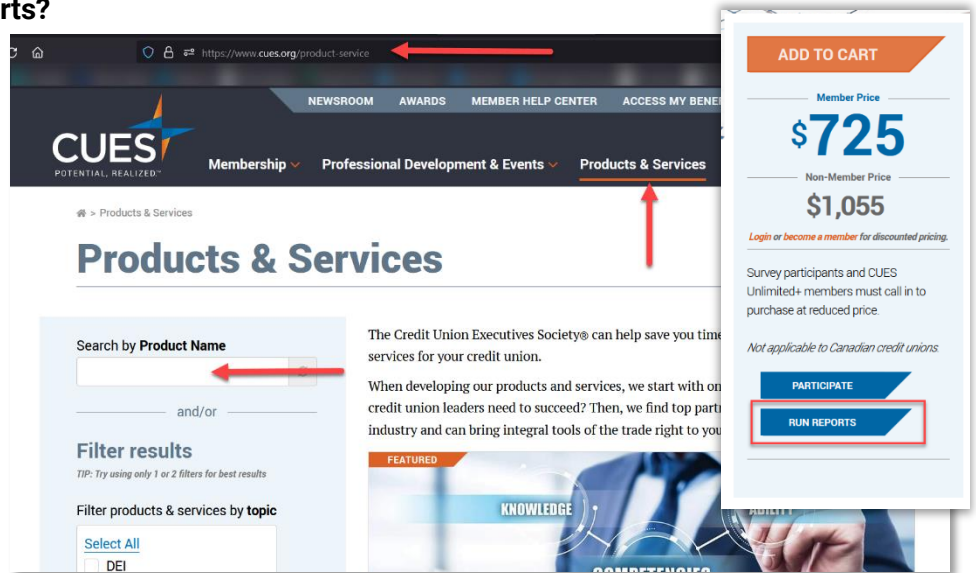 rts?
https://www.cues.org/product-service
NEWSROOM AWARDS MEMBER HELP CENTER ACCESS MY
CUES
POTENTIAL, REALIZED.™
Membership Professional Development & Events Products & Services
> Products & Services
Products & Services
Search by Product Name
and/or
Filter results
TIP: Try using only 1 or 2 filters for best results
Filter products & services by topic
Select All
DEI
The Credit Union Executives Society® can help save you time
services for your credit union.
When developing our products and services, we start with on
credit union leaders need to succeed? Then, we find top part
industry and can bring integral tools of the trade right to you
FEATURED
KNOWLEDGE
ABILITY
COMPETENCIES
ADD TO CART
Member Price
$725
Non-Member Price
$1,055
Login or become a member for discounted pricing.
Survey participants and CUES
Unlimited+ members must call in to
purchase at reduced price.
Not applicable to Canadian credit unions.
PARTICIPATE
RUN REPORTS